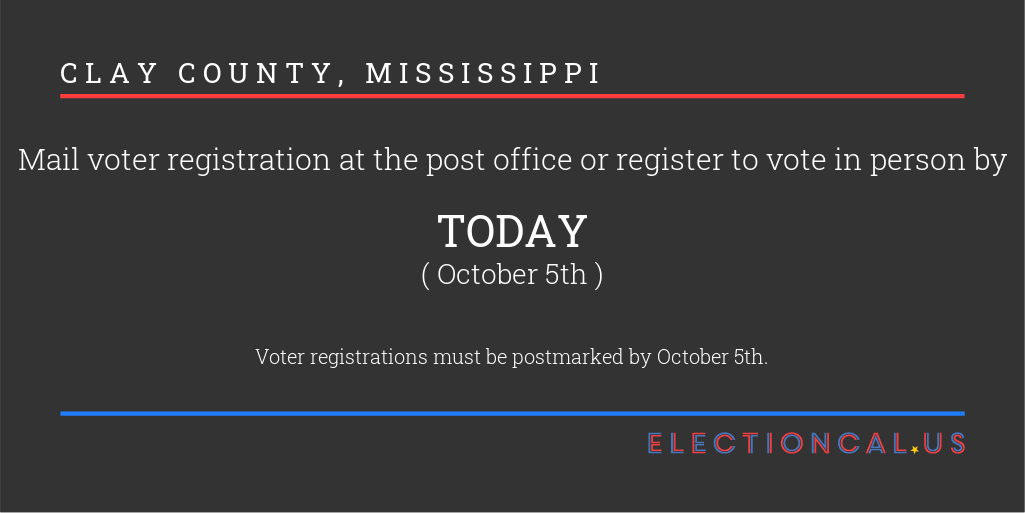 CLAY COUNTY, MISSISSIPPI
Mail voter registration at the post office or register to vote in person by
TODAY
( October 5th )
Voter registrations must be postmarked by October 5th.
ELECTIONCAL.US